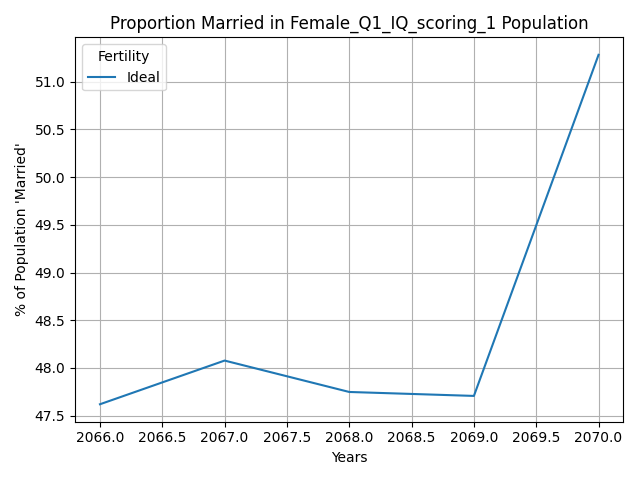 Proportion Married in Female_Q1_IQ_scoring_1 Population
Fertility
Ideal
% of Population 'Married'
51.0
50.5
50.0
49.5
49.0
48.5
48.0
47.5
2066.0 2066.5 2067.0 2067.5 2068.0 2068.5 2069.0 2069.5 2070.0
Years